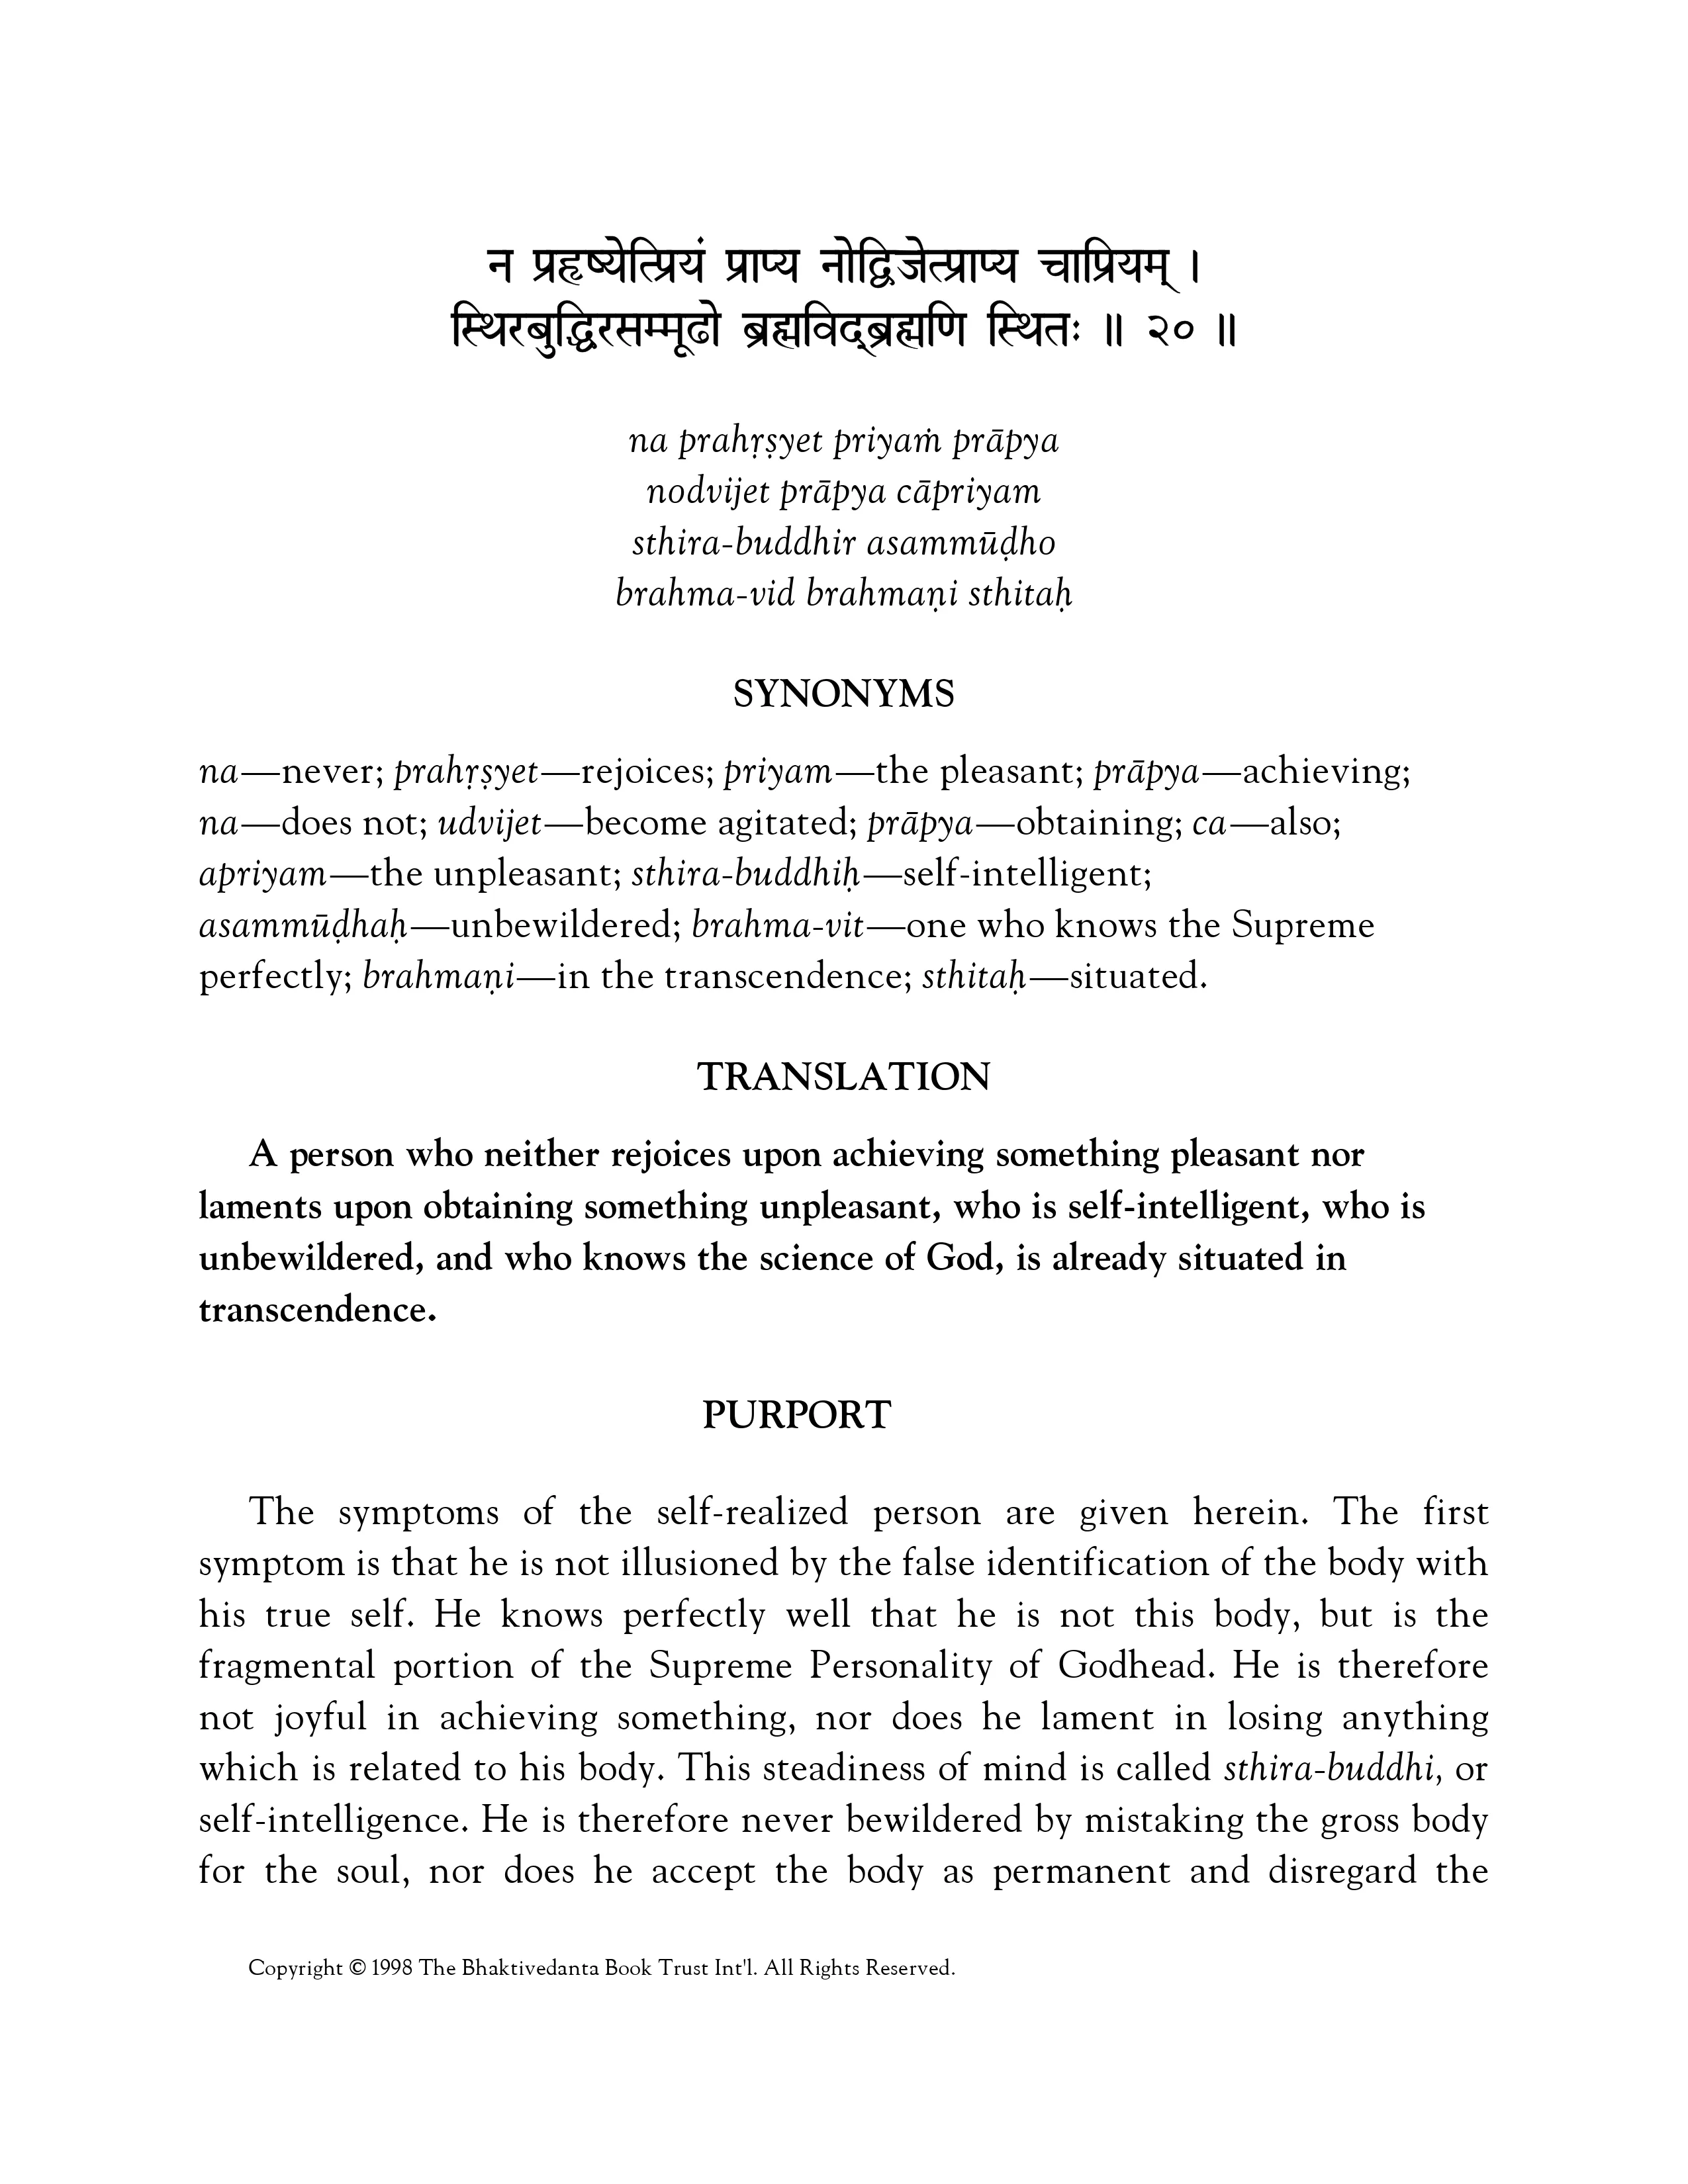 न प्रहृष्येत्प्रियं प्राप्य नोद्विजेत्प्राप्य चाप्रियम् ।
स्थिरबुद्धिरसम्मूढो ब्रह्मविद्ब्रह्मणि स्थितः ॥ २० ॥
na prahṛṣyet priyaṁ prāpya
nodvijet prāpya cāpriyam
sthira-buddhir asammūḍho
brahma-vid brahmaṇi sthitaḥ
SYNONYMS
na—never; prahṛṣyet—rejoices; priyam—the pleasant; prāpya—achieving;
na—does not; udvijet—become agitated; prāpya—obtaining; ca—also;
apriyam—the unpleasant; sthira-buddhiḥ—self-intelligent;
asammūḍhaḥ—unbewildered; brahma-vit—one who knows the Supreme
perfectly; brahmaṇi—in the transcendence; sthitaḥ—situated.
TRANSLATION
A person who neither rejoices upon achieving something pleasant nor
laments upon obtaining something unpleasant, who is self-intelligent, who is
unbewildered, and who knows the science of God, is already situated in
transcendence.
PURPORT
The symptoms of the self-realized person are given herein. The first
symptom is that he is not illusioned by the false identification of the body with
his true self. He knows perfectly well that he is not this body, but is the
fragmental portion of the Supreme Personality of Godhead. He is therefore
not joyful in achieving something, nor does he lament in losing anything
which is related to his body. This steadiness of mind is called sthira-buddhi, or
self-intelligence. He is therefore never bewildered by mistaking the gross body
for the soul, nor does he accept the body as permanent and disregard the
Copyright © 1998 The Bhaktivedanta Book Trust Int'l. All Rights Reserved.